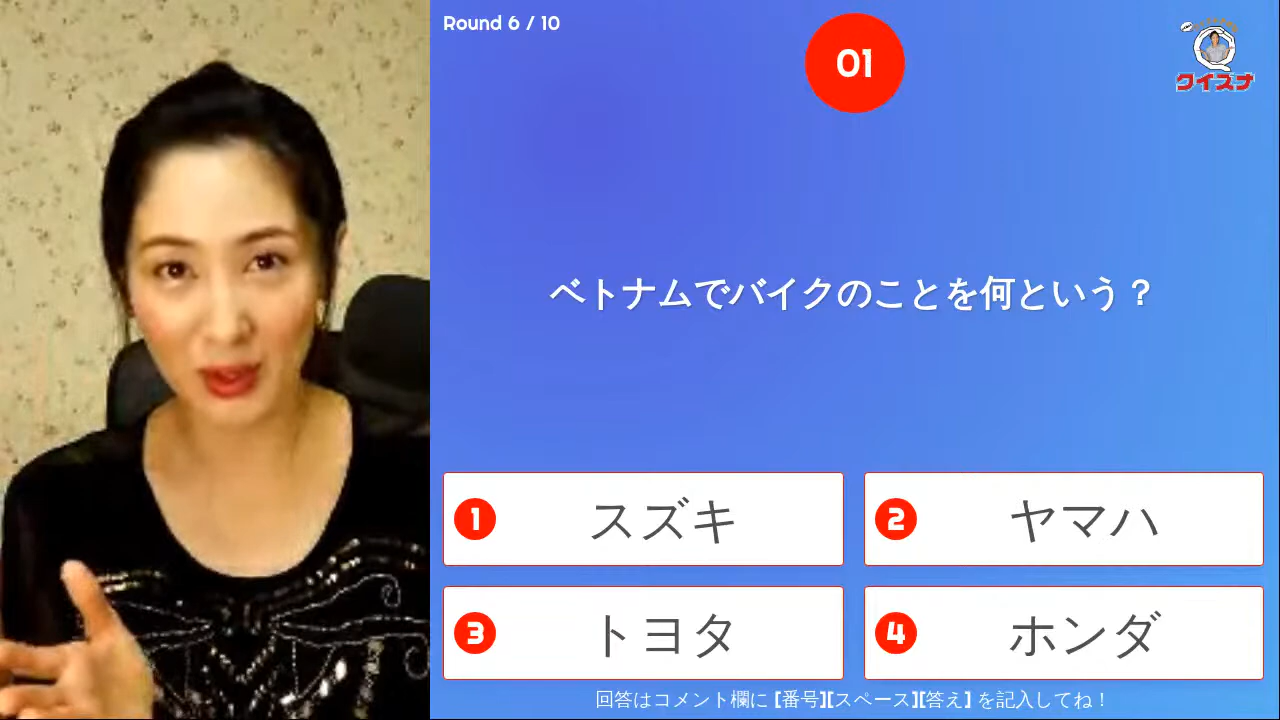 Round 6 / 10
01
クイズナ
ベトナムでバイクのことを何という？
1 スズキ
2 ヤマハ
3 トヨタ
4 ホンダ
回答はコメント欄に [番号][スペース][答え] を記入してね！